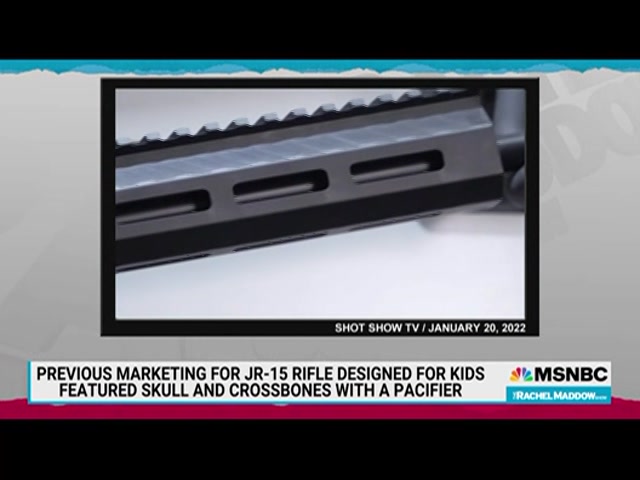 SHOT SHOW TV / JANUARY 20, 2022
PREVIOUS MARKETING FOR JR-15 RIFLE DESIGNED FOR KIDS
FEATURED SKULL AND CROSSBONES WITH A PACIFIER
MSNBC
THE RACHEL MADDOW SHOW